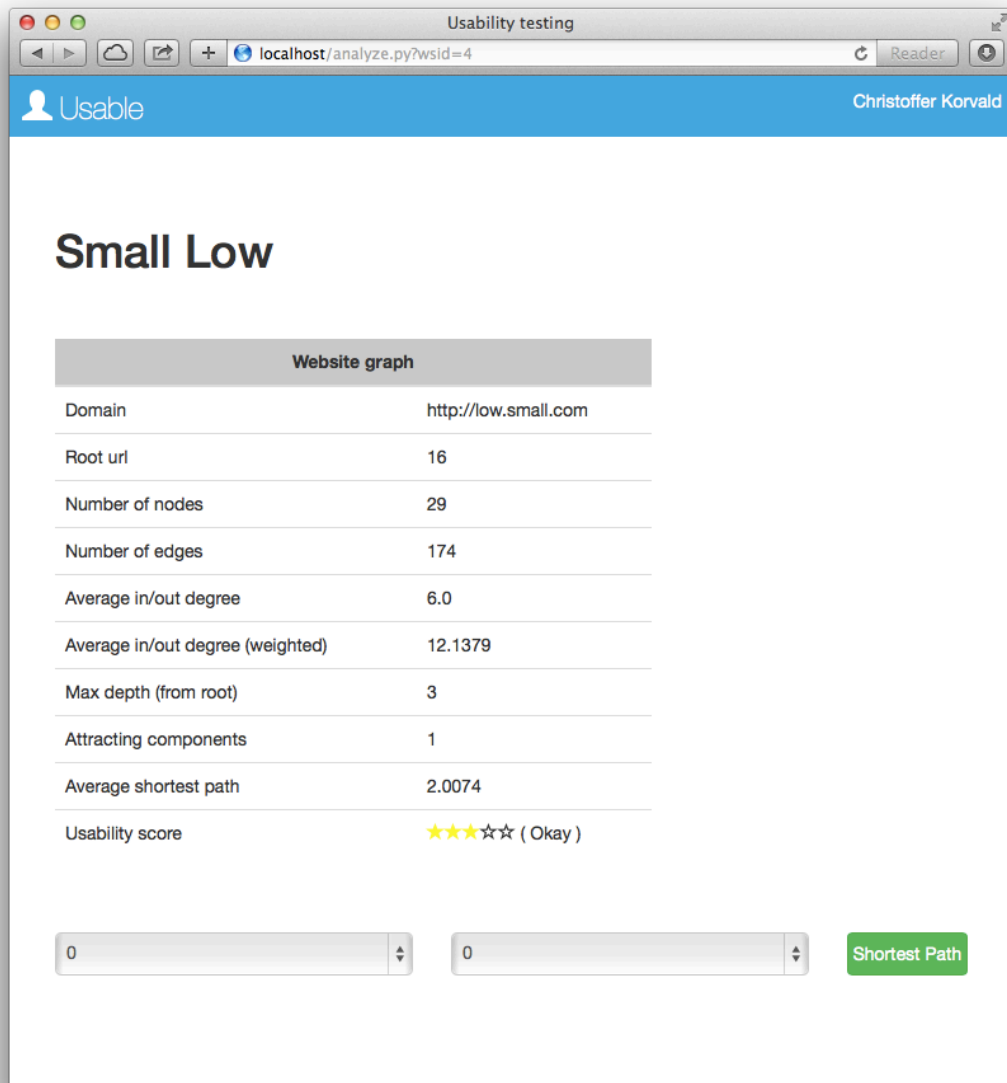 Usability testing
localhost/analyze.py?wsid=4 Reader
Usable Christoffer Korvald
Small Low
Website graph
Domain http://low.small.com
Root url 16
Number of nodes 29
Number of edges 174
Average in/out degree 6.0
Average in/out degree (weighted) 12.1379
Max depth (from root) 3
Attracting components 1
Average shortest path 2.0074
Usability score ★★★☆☆ ( Okay )
0 0 Shortest Path